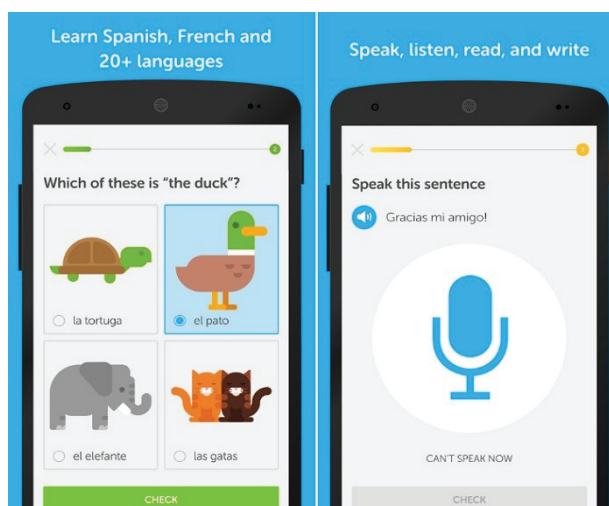 Learn Spanish, French and
20+ languages
2
Which of these is "the duck"?
la tortuga
el pato
el elefante
las gatas
CHECK
Speak, listen, read, and write
Speak this sentence
Gracias mi amigo!
CAN'T SPEAK NOW
CHECK